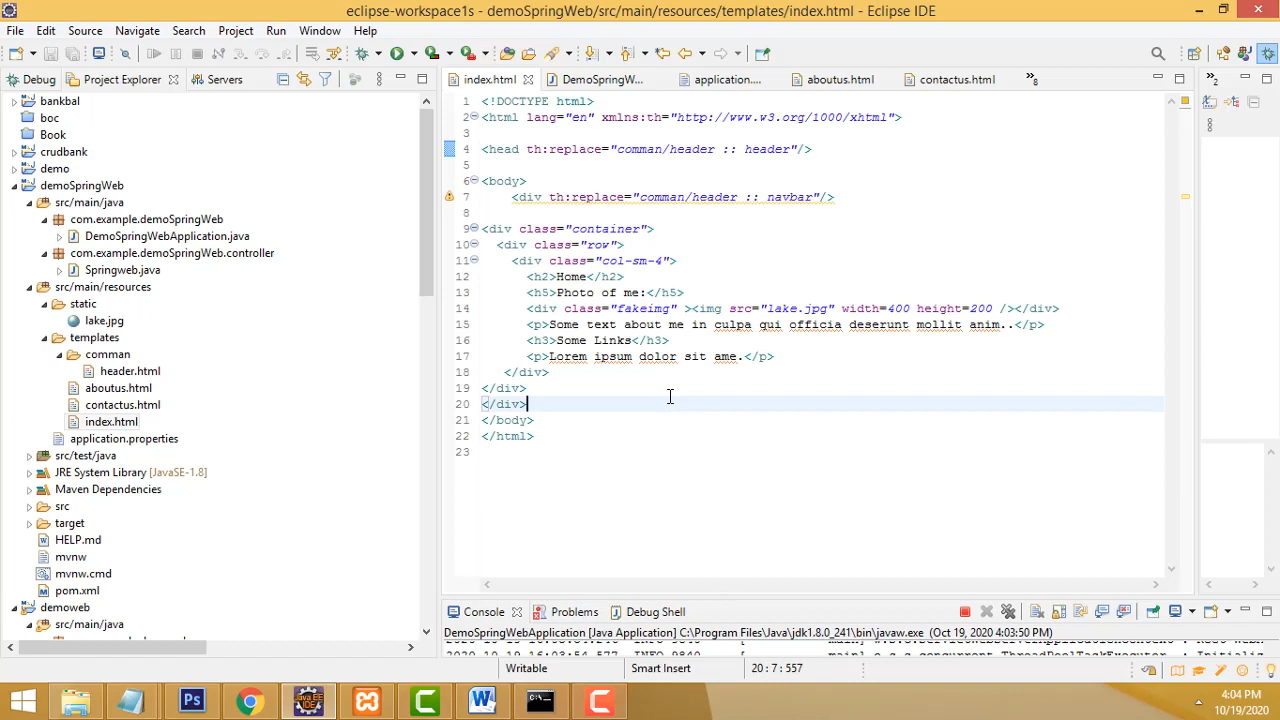 eclipse-workspace1s - demoSpringWeb/src/main/resources/templates/index.html - Eclipse IDE
File Edit Source Navigate Search Project Run Window Help
Debug Project Explorer Servers
index.html DemoSpringW... application.... aboutus.html contactus.html »8
»2
bankbal
boc
Book
crudbank
demo
demoSpringWeb
src/main/java
com.example.demoSpringWeb
DemoSpringWebApplication.java
com.example.demoSpringWeb.controller
Springweb.java
src/main/resources
static
lake.jpg
templates
comman
header.html
aboutus.html
contactus.html
index.html
application.properties
src/test/java
JRE System Library [JavaSE-1.8]
Maven Dependencies
src
target
HELP.md
mvnw
mvnw.cmd
pom.xml
demoweb
src/main/java
1 <!DOCTYPE html>
2 <html lang="en" xmlns:th="http://www.w3.org/1000/xhtml">
3
4 <head th:replace="comman/header :: header"/>
5
6 <body>
7 <div th:replace="comman/header :: navbar"/>
8
9 <div class="container">
10 <div class="row">
11 <div class="col-sm-4">
12 <h2>Home</h2>
13 <h5>Photo of me:</h5>
14 <div class="fakeimg" ><img src="lake.jpg" width=400 height=200 /></div>
15 <p>Some text about me in culpa qui officia deserunt mollit anim..</p>
16 <h3>Some Links</h3>
17 <p>Lorem ipsum dolor sit ame.</p>
18 </div>
19 </div>
20 </div>
21 </body>
22 </html>
23
Console Problems Debug Shell
DemoSpringWebApplication [Java Application] C:\Program Files\Java\jdk1.8.0_241\bin\javaw.exe (Oct 19, 2020 4:03:50 PM)
Writable Smart Insert 20 : 7 : 557
Ps Java EE IDE C W C
4:04 PM
10/19/2020